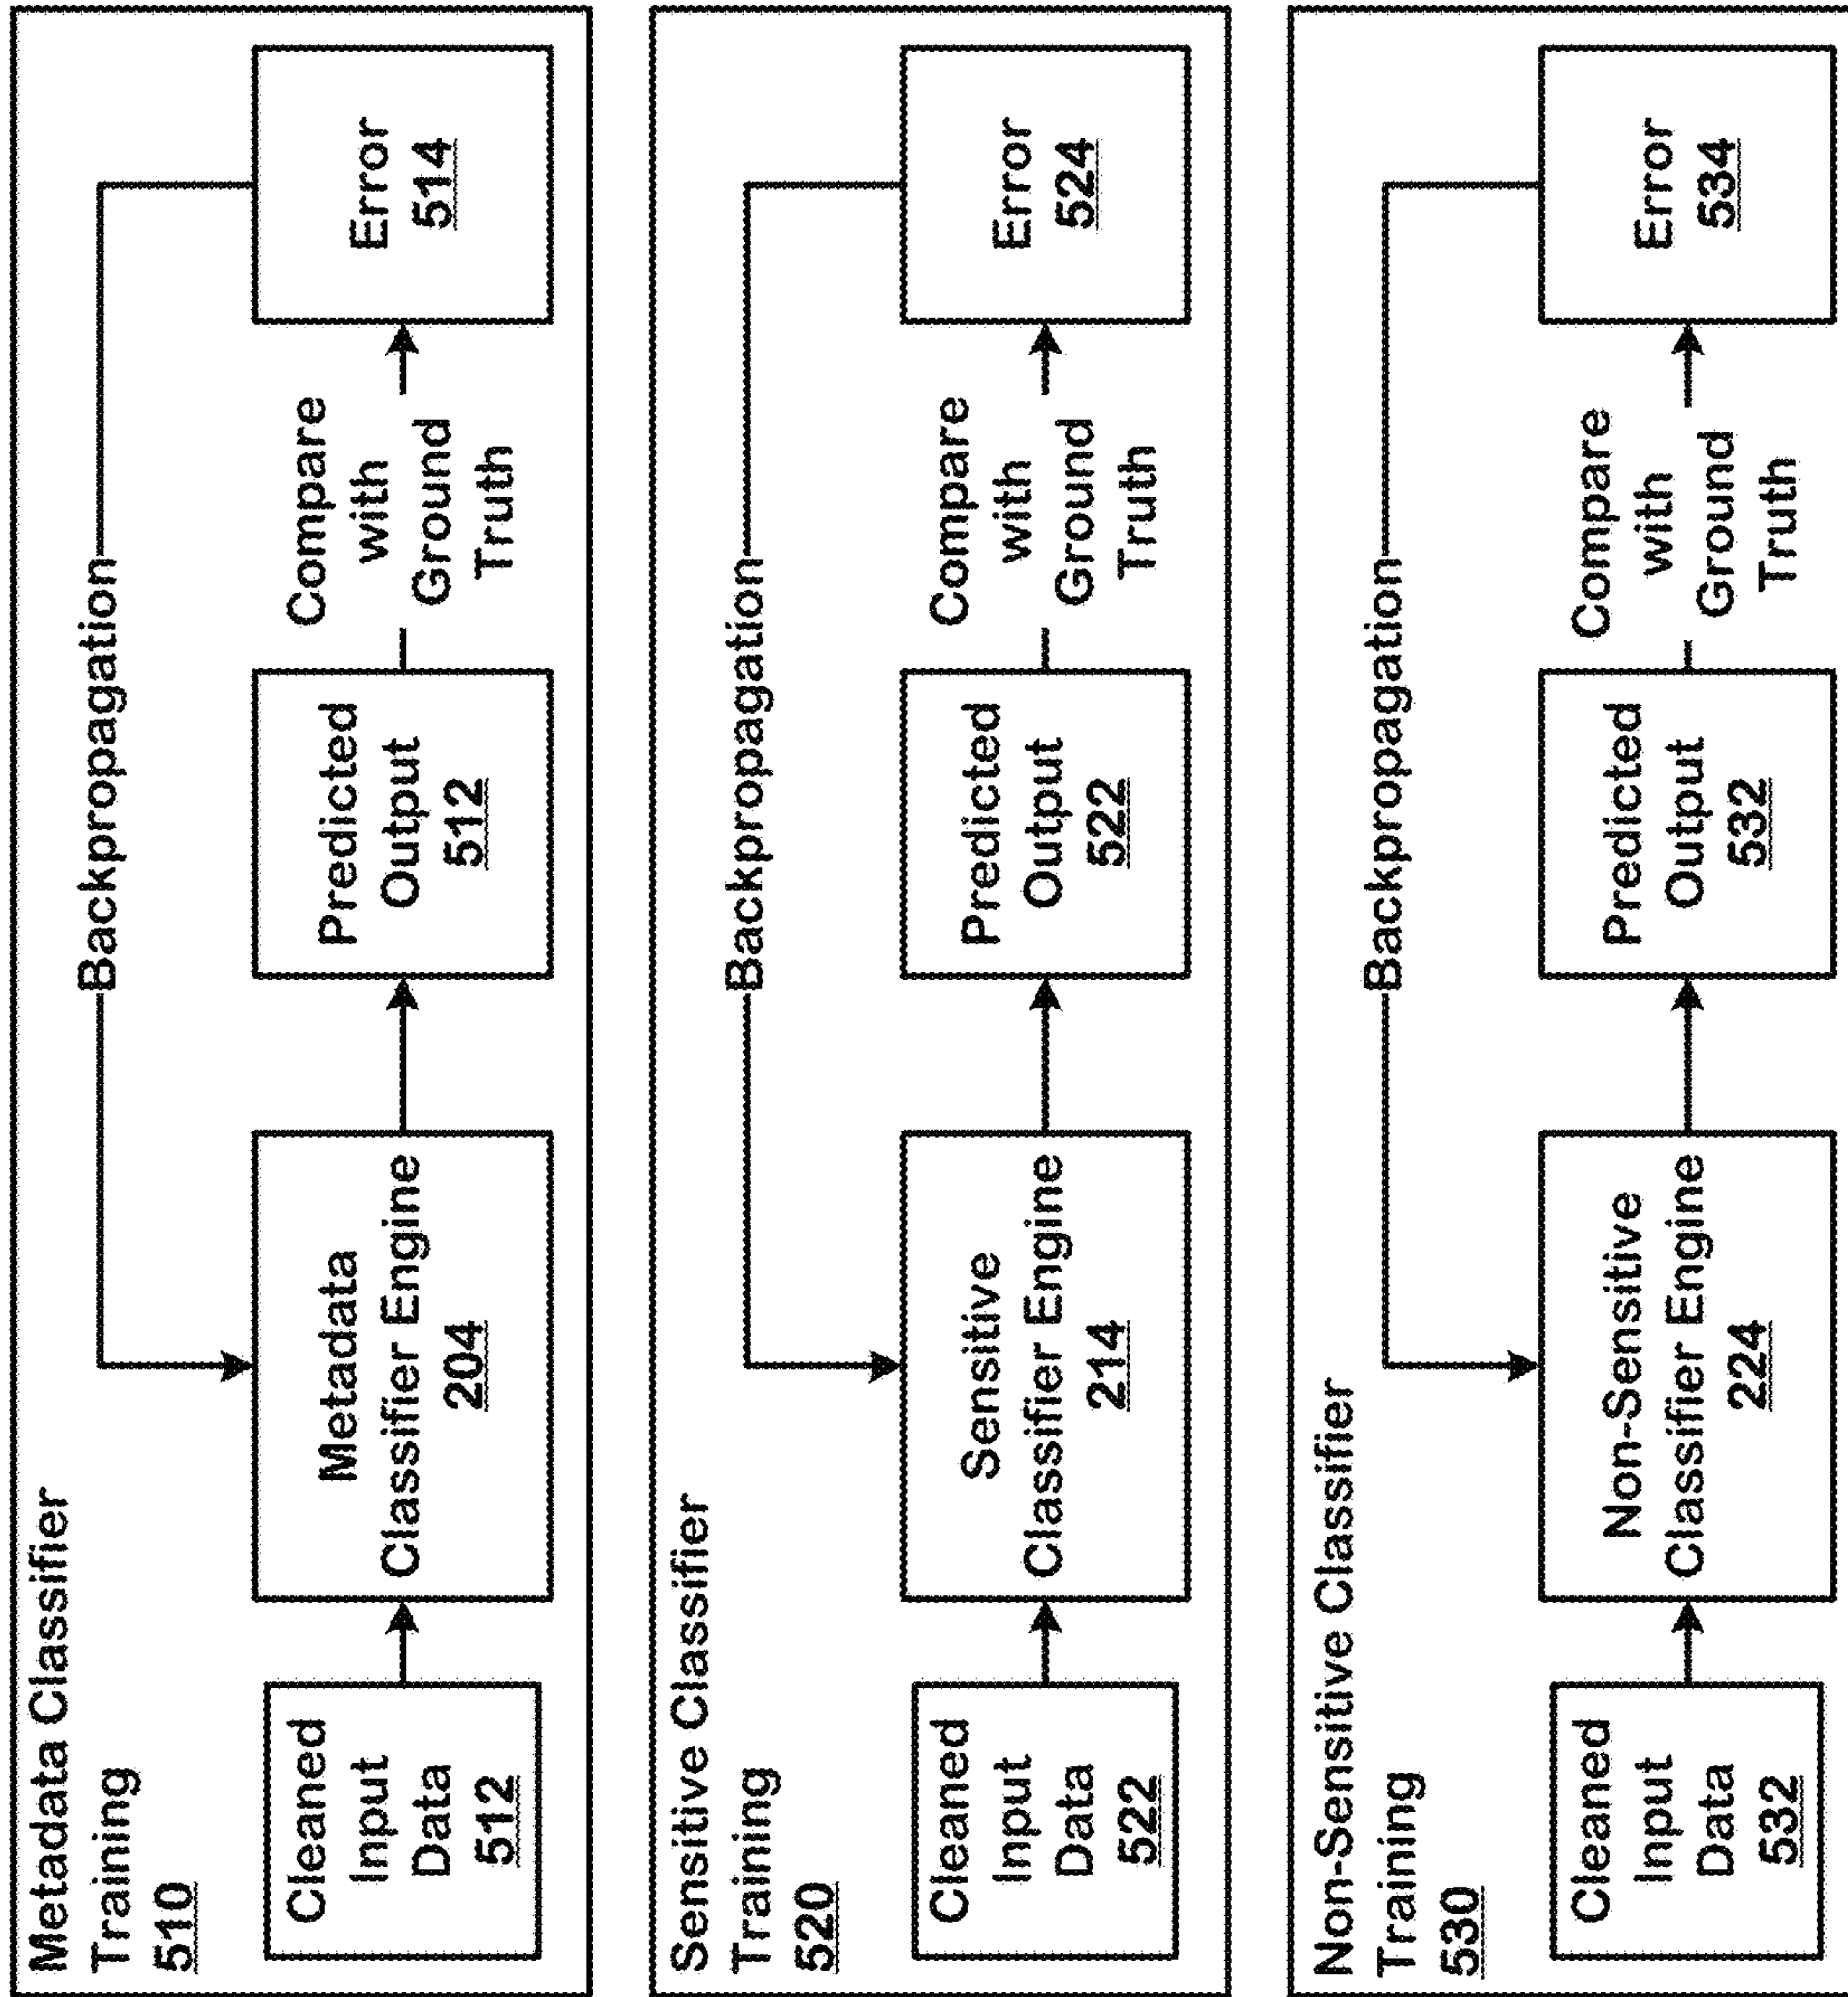 Metadata Classifier
Training
510
Backpropagation
Cleaned
Input
Data
512
Metadata
Classifier Engine
204
Predicted
Output
512
Compare
with
Ground
Truth
Error
514
Sensitive Classifier
Training
520
Backpropagation
Cleaned
Input
Data
522
Sensitive
Classifier Engine
214
Predicted
Output
522
Compare
with
Ground
Truth
Error
524
Non-Sensitive Classifier
Training
530
Backpropagation
Cleaned
Input
Data
532
Non-Sensitive
Classifier Engine
224
Predicted
Output
532
Compare
with
Ground
Truth
Error
534